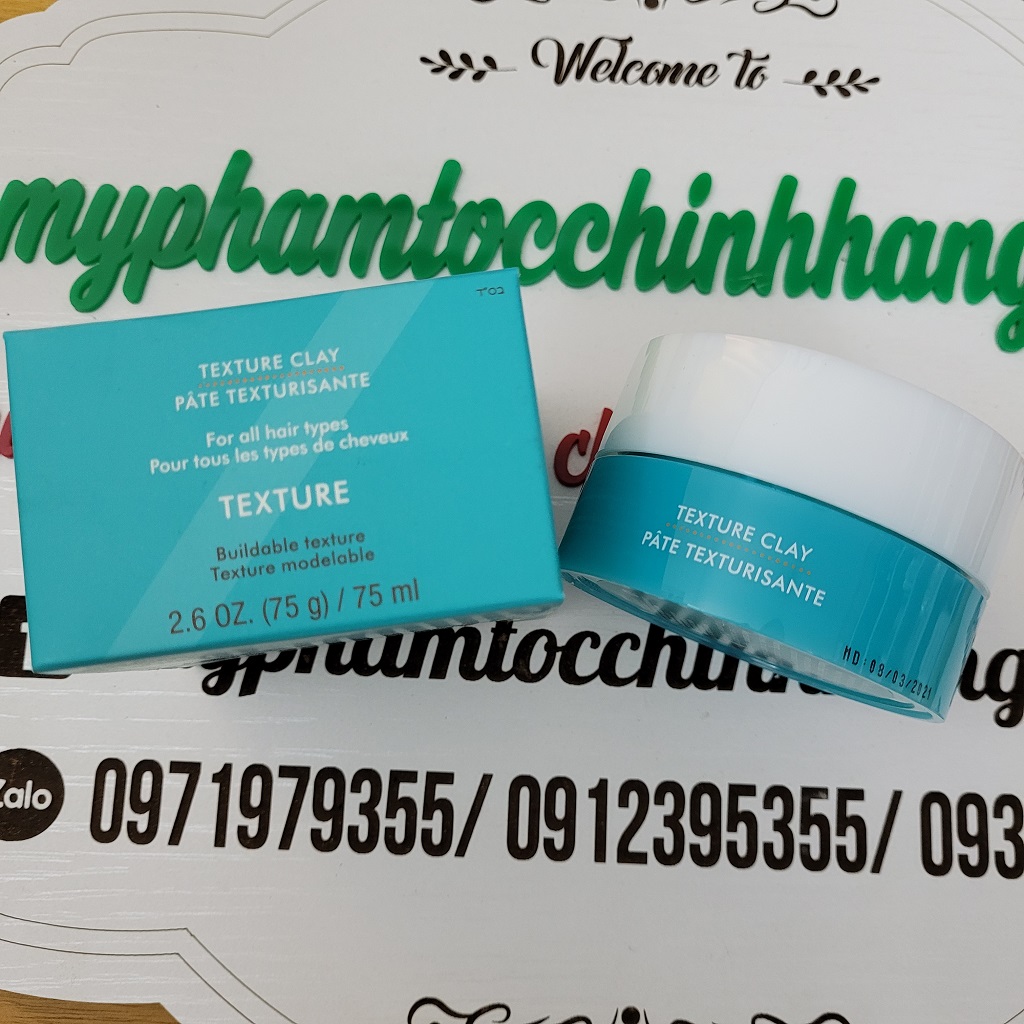 Welcome To
myphamtocchinhhang
בס"ד
TEXTURE CLAY
PÂTE TEXTURISANTE
For all hair types
Pour tous les types de cheveux
TEXTURE
Buildable texture
Texture modelable
2.6 OZ. (75 g) / 75 ml
TEXTURE CLAY
PÂTE TEXTURISANTE
MD:08/03/2021
Zalo 0971979355/ 0912395355/ 093